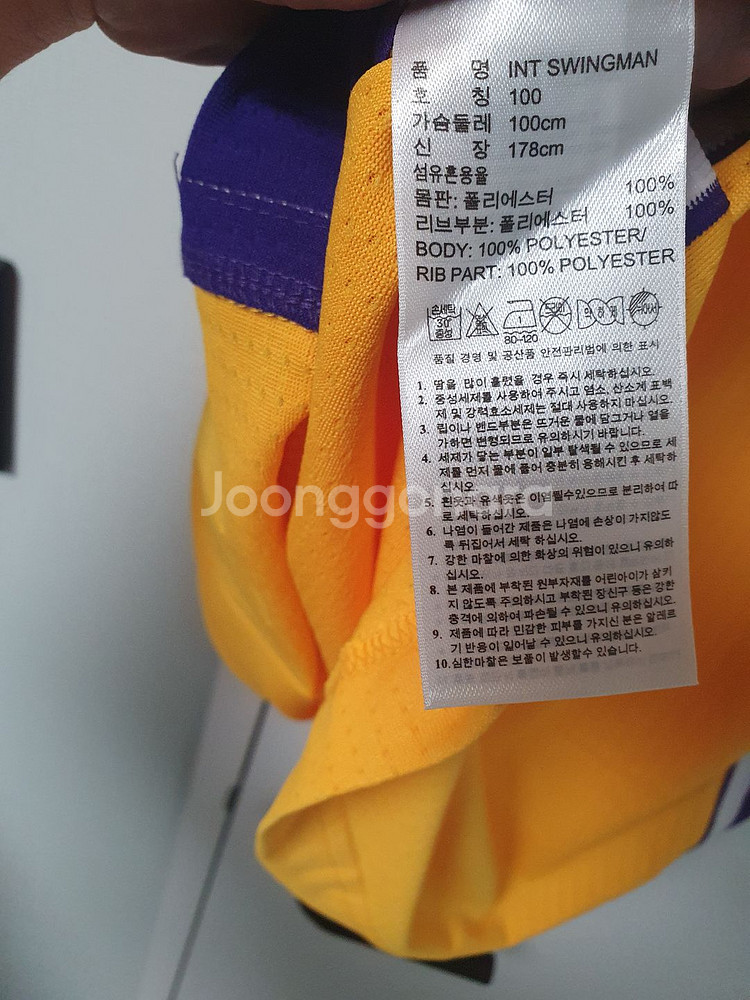 품 명 INT SWINGMAN
호 칭 100
가슴둘레 100cm
신 장 178cm
섬유혼용율
몸판: 폴리에스터 100%
리브부분: 폴리에스터 100%
BODY: 100% POLYESTER/
RIB PART: 100% POLYESTER
손세탁
30°
중성
80~120
드라이
약 하 게
품질 경영 및 공산품 안전관리법에 의한 표시
1. 땀을 많이 흘렸을 경우 즉시 세탁하십시오.
2. 중성세제를 사용하여 주시고 염소, 산소계 표백
제 및 강력효소세제는 절대 사용하지 마십시오.
3. 립이나 밴드부분은 뜨거운 물에 담그거나 열을
가하면 변형되므로 유의하시기 바랍니다.
4. 세제가 닿는 부분이 일부 탈색될 수 있으므로 세
제를 먼저 물에 풀어 충분히 용해시킨 후 세탁하
십시오.
5. 흰옷과 유색옷은 이염될수있으므로 분리하여 따
로 세탁하십시오.
6. 나염이 들어간 제품은 나염에 손상이 가지않도
록 뒤집어서 세탁 하십시오.
7. 강한 마찰에 의한 화상의 위험이 있으니 유의하
십시오.
8. 본 제품에 부착된 원부자재를 어린아이가 삼키
지 않도록 주의하시고 부착된 장신구 등은 강한
충격에 의하여 파손될 수 있으니 유의하십시오.
9. 제품에 따라 민감한 피부를 가지신 분은 알레르
기 반응이 일어날 수 있으니 유의하십시오.
10.심한마찰은 보풀이 발생할수 있습니다.
Joonggonara